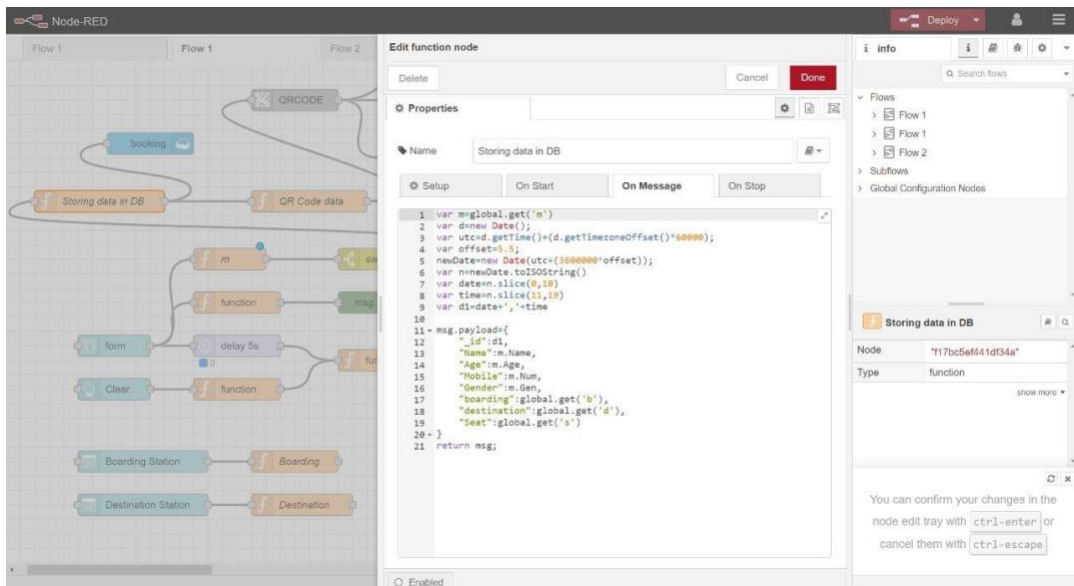 Node-RED
Deploy
Flow 1
Flow 1
Flow 2
QRCODE
booking
Storing data in DB
QR Code data
m
sw
function
msg
form
delay 5s
0
fun
Clear
function
Boarding Station
Boarding
Destination Station
Destination
Edit function node
Delete
Cancel
Done
Properties
Name
Storing data in DB
Setup
On Start
On Message
On Stop
1 var m=global.get('m')
2 var d=new Date();
3 var utc=d.getTime()+(d.getTimezoneOffset()*60000);
4 var offset=5.5;
5 newDate=new Date(utc+(3600000*offset));
6 var n=newDate.toISOString()
7 var date=n.slice(0,10)
8 var time=n.slice(11,19)
9 var d1=date+','+time
10
11 msg.payload={
12 "_id":d1,
13 "Name":m.Name,
14 "Age":m.Age,
15 "Mobile":m.Num,
16 "Gender":m.Gen,
17 "boarding":global.get('b'),
18 "destination":global.get('d'),
19 "Seat":global.get('s')
20 }
21 return msg;
Enabled
i info
i
Search flows
Flows
Flow 1
Flow 1
Flow 2
Subflows
Global Configuration Nodes
Storing data in DB
Node "f17bc5ef441df34a"
Type function
show more
You can confirm your changes in the
node edit tray with ctrl-enter or
cancel them with ctrl-escape